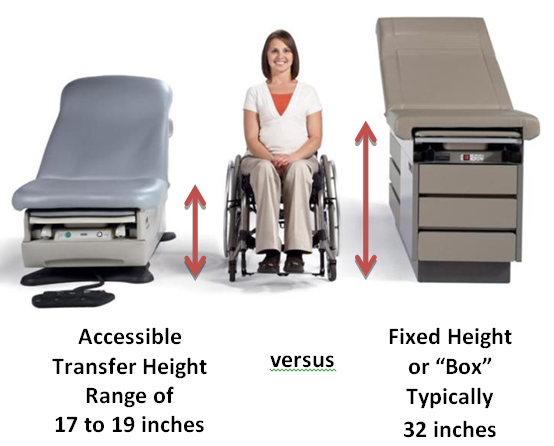 Accessible
Transfer Height
Range of
17 to 19 inches
versus
Fixed Height
or “Box”
Typically
32 inches